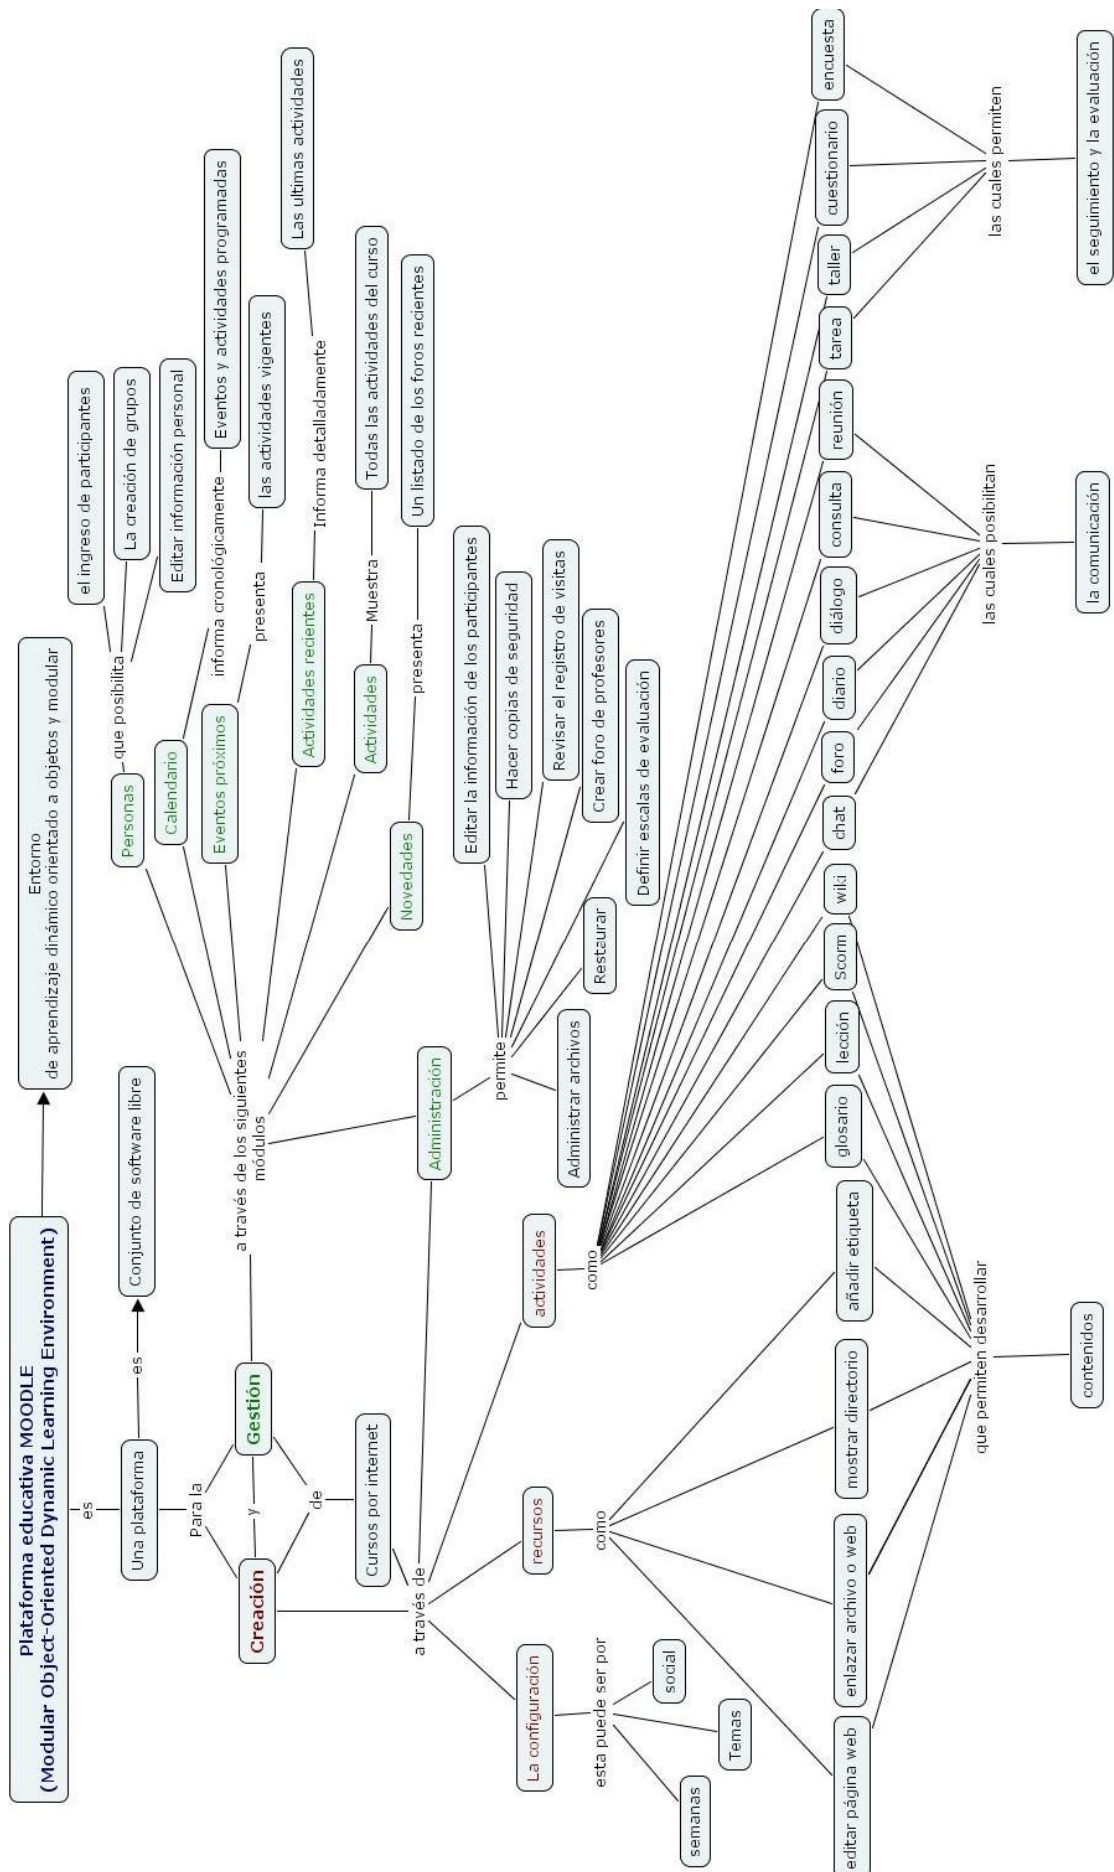 Plataforma educativa MOODLE
(Modular Object-Oriented Dynamic Learning Environment)
Entorno
de aprendizaje dinámico orientado a objetos y modular
es
Una plataforma
es
Conjunto de software libre
Para la
Creación
y
Gestión
de
Cursos por internet
a través de los siguientes
módulos
Personas
que posibilita
el ingreso de participantes
La creación de grupos
Editar información personal
Calendario
informa cronológicamente
Eventos y actividades programadas
Eventos próximos
presenta
las actividades vigentes
Actividades recientes
Informa detalladamente
Las ultimas actividades
Actividades
Muestra
Todas las actividades del curso
Novedades
presenta
Un listado de los foros recientes
Administración
permite
Administrar archivos
Restaurar
Definir escalas de evaluación
Crear foro de profesores
Revisar el registro de visitas
Hacer copias de seguridad
Editar la información de los participantes
a través de
La configuración
esta puede ser por
semanas
Temas
social
recursos
como
editar página web
enlazar archivo o web
mostrar directorio
añadir etiqueta
actividades
como
glosario
lección
Scorm
wiki
chat
foro
diario
diálogo
consulta
reunión
tarea
taller
cuestionario
encuesta
que permiten desarrollar
contenidos
las cuales posibilitan
la comunicación
las cuales permiten
el seguimiento y la evaluación